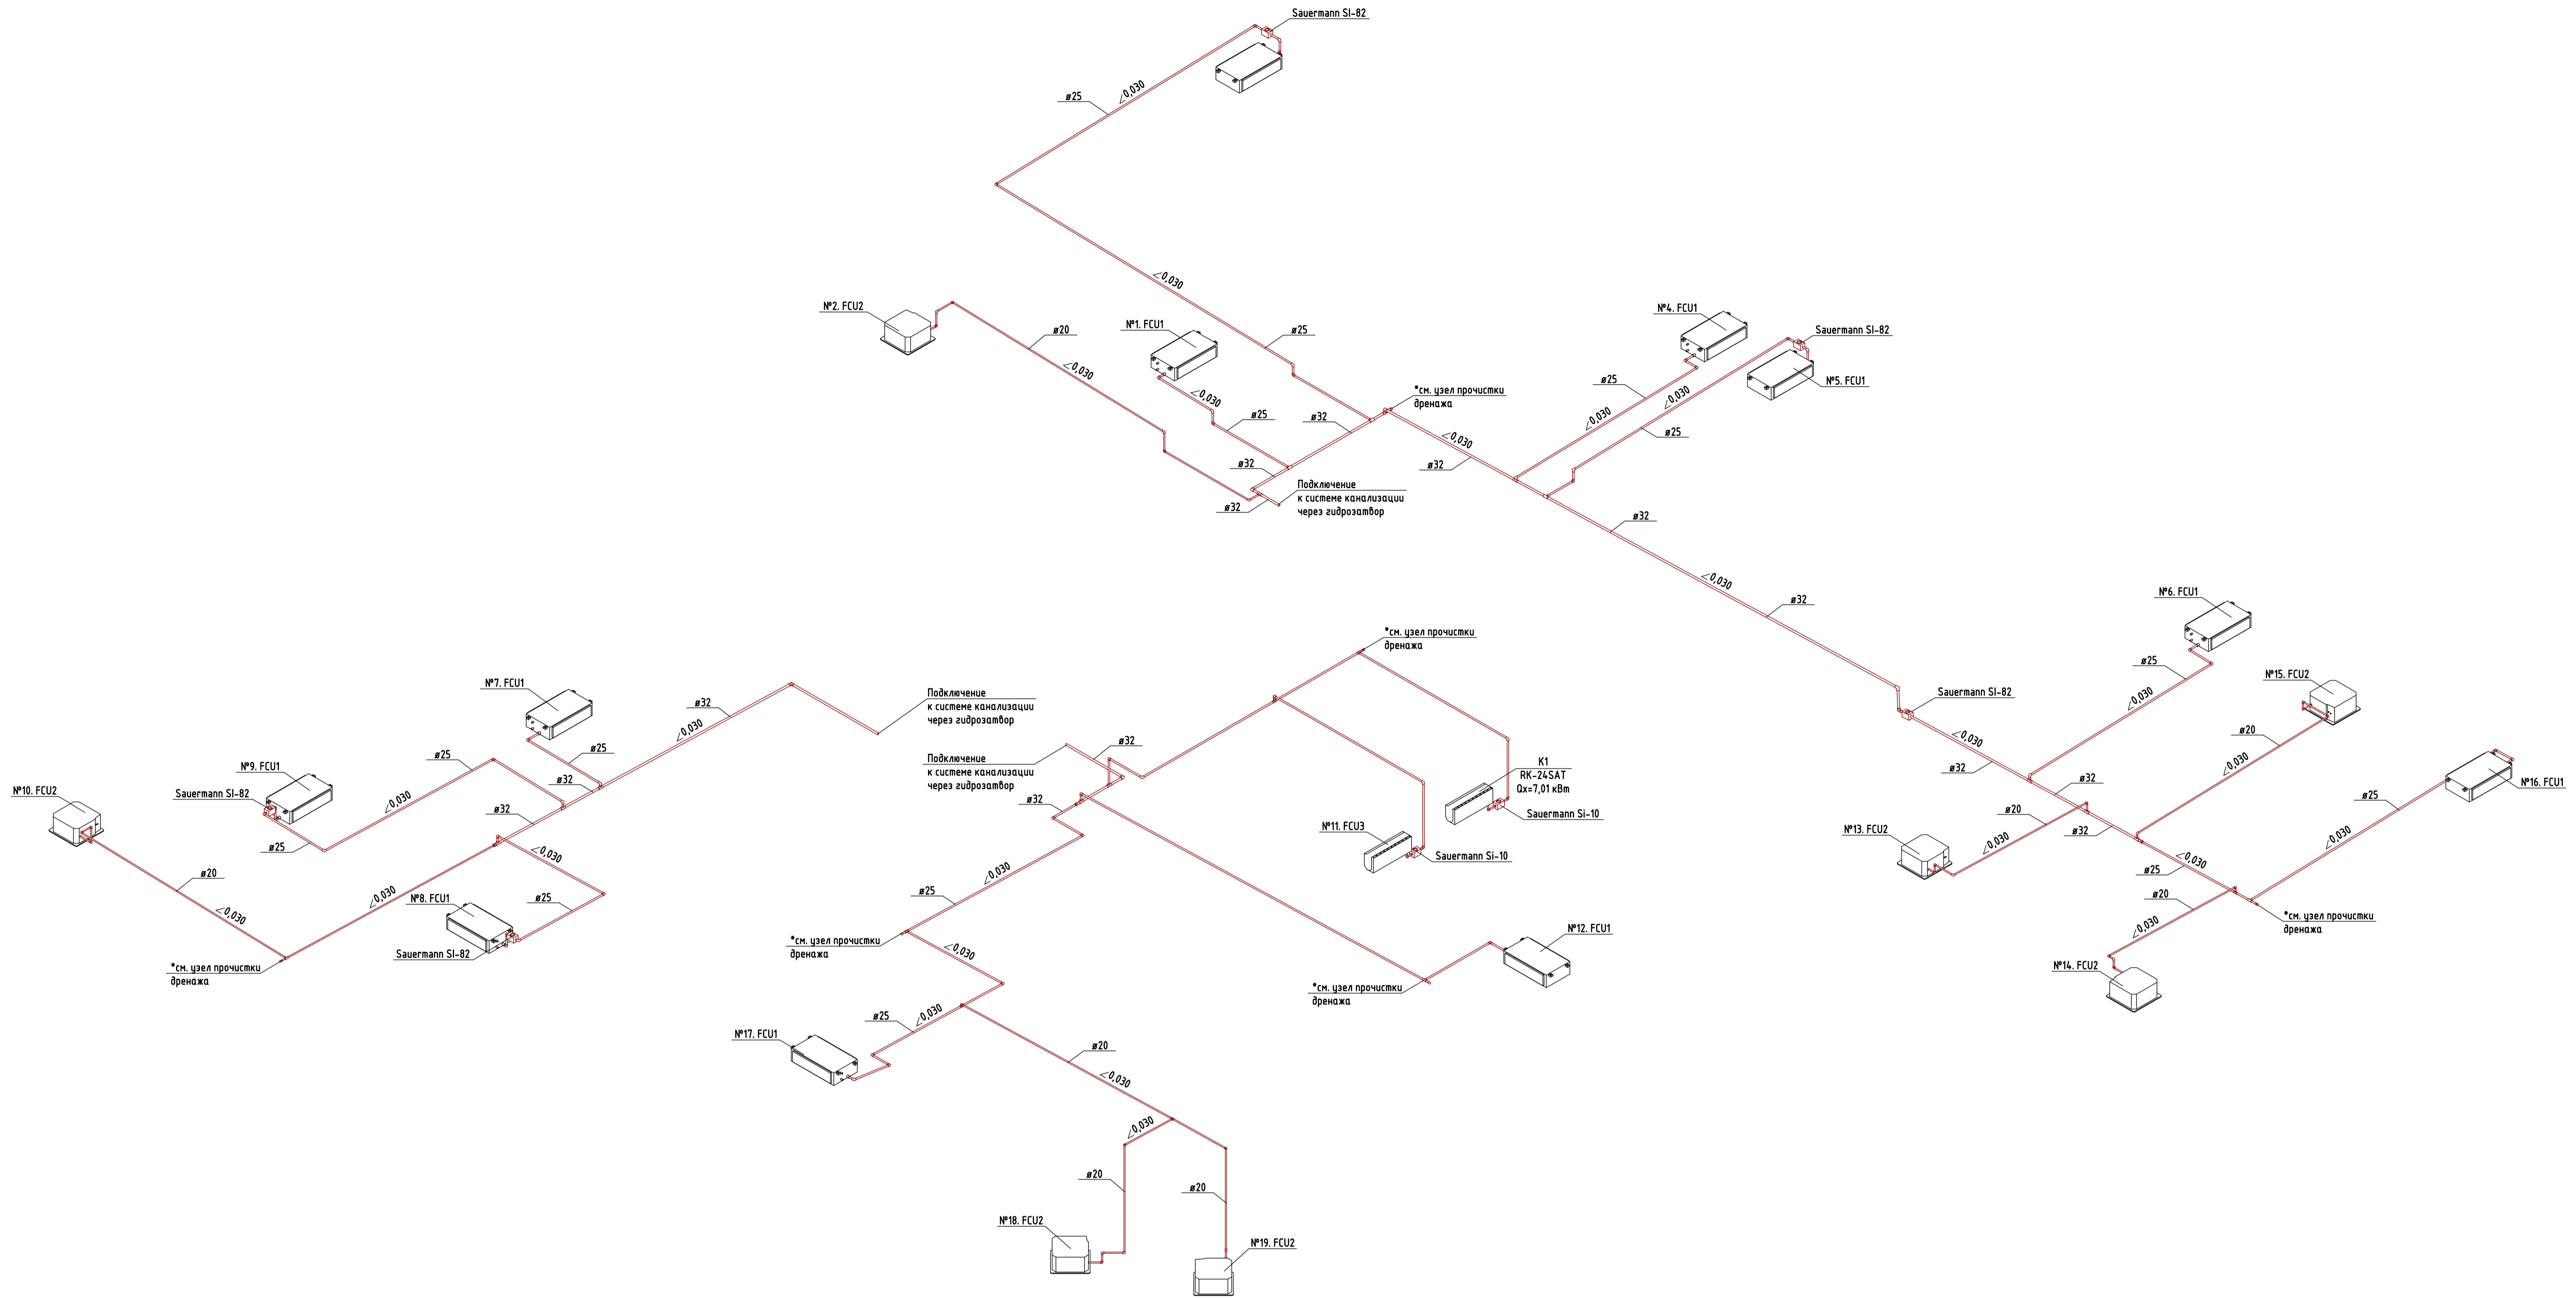 Sauermann SI-82
∠0,030
ø25
∠0,030
№2. FCU2
ø20
∠0,030
№1. FCU1
∠0,030
ø25
ø25
ø32
ø32
ø32
*см. узел прочистки
дренажа
Подключение
к системе канализации
через гидрозатвор
∠0,030
ø32
№4. FCU1
Sauermann SI-82
№5. FCU1
ø25
∠0,030
∠0,030
ø25
ø32
∠0,030
ø32
Sauermann SI-82
∠0,030
ø32
№6. FCU1
ø25
∠0,030
№15. FCU2
ø20
∠0,030
ø32
ø20
№13. FCU2
∠0,030
ø32
№16. FCU1
ø25
∠0,030
∠0,030
ø25
ø20
∠0,030
*см. узел прочистки
дренажа
№14. FCU2
№7. FCU1
ø32
∠0,030
Подключение
к системе канализации
через гидрозатвор
ø25
ø25
№9. FCU1
Sauermann SI-82
∠0,030
ø32
№10. FCU2
ø32
ø25
∠0,030
ø20
∠0,030
∠0,030
№8. FCU1
ø25
Sauermann SI-82
*см. узел прочистки
дренажа
*см. узел прочистки
дренажа
Подключение
к системе канализации
через гидрозатвор
ø32
ø32
К1
RK-24SAT
Qх=7,01 кВт
Sauermann Si-10
№11. FCU3
Sauermann Si-10
∠0,030
ø25
*см. узел прочистки
дренажа
∠0,030
№12. FCU1
*см. узел прочистки
дренажа
ø25
∠0,030
№17. FCU1
ø20
∠0,030
∠0,030
ø20
ø20
№18. FCU2
№19. FCU2